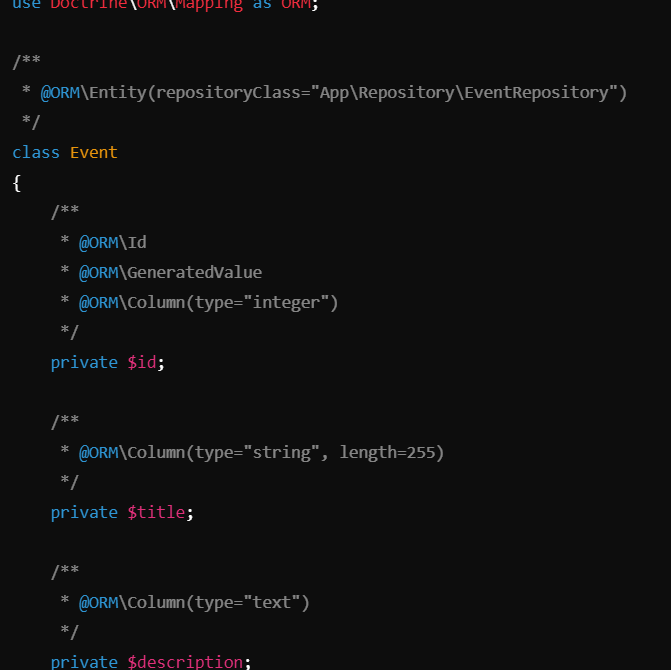 use Doctrine\ORM\Mapping as ORM;
/**
* @ORM\Entity(repositoryClass="App\Repository\EventRepository")
*/
class Event
{
/**
* @ORM\Id
* @ORM\GeneratedValue
* @ORM\Column(type="integer")
*/
private $id;
/**
* @ORM\Column(type="string", length=255)
*/
private $title;
/**
* @ORM\Column(type="text")
*/
private $description;